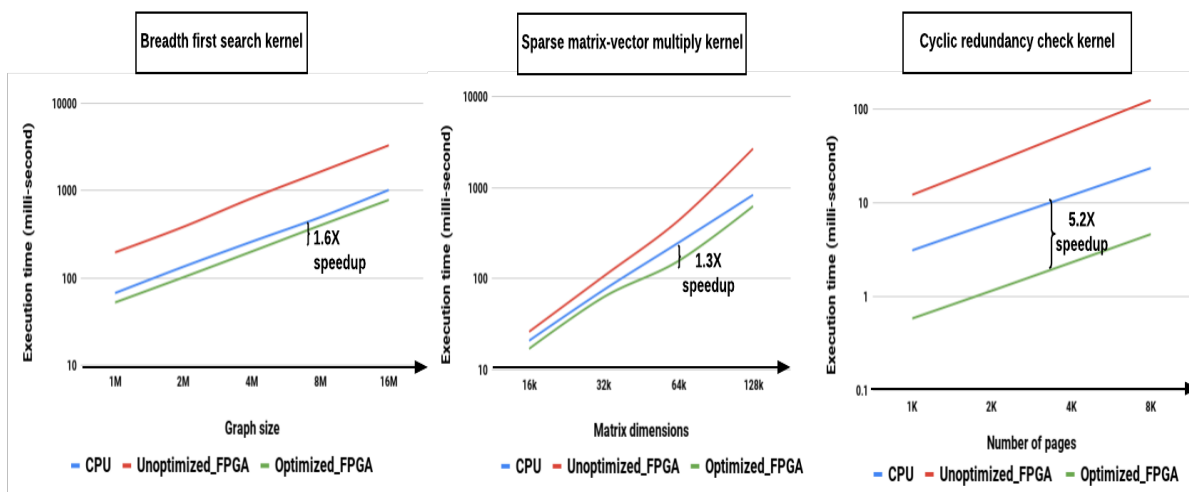 Breadth first search kernel
Execution time (milli-second)
10000
1000
100
10
1.6X
speedup
1M
2M
4M
8M
16M
Graph size
CPU
Unoptimized_FPGA
Optimized_FPGA
Sparse matrix-vector multiply kernel
Execution time (milli-second)
10000
1000
100
10
1.3X
speedup
16k
32k
64k
128k
Matrix dimensions
CPU
Unoptimized_FPGA
Optimized_FPGA
Cyclic redundancy check kernel
Execution time (milli-second)
100
10
1
0.1
5.2X
speedup
1K
2K
4K
8K
Number of pages
CPU
Unoptimized_FPGA
Optimized_FPGA